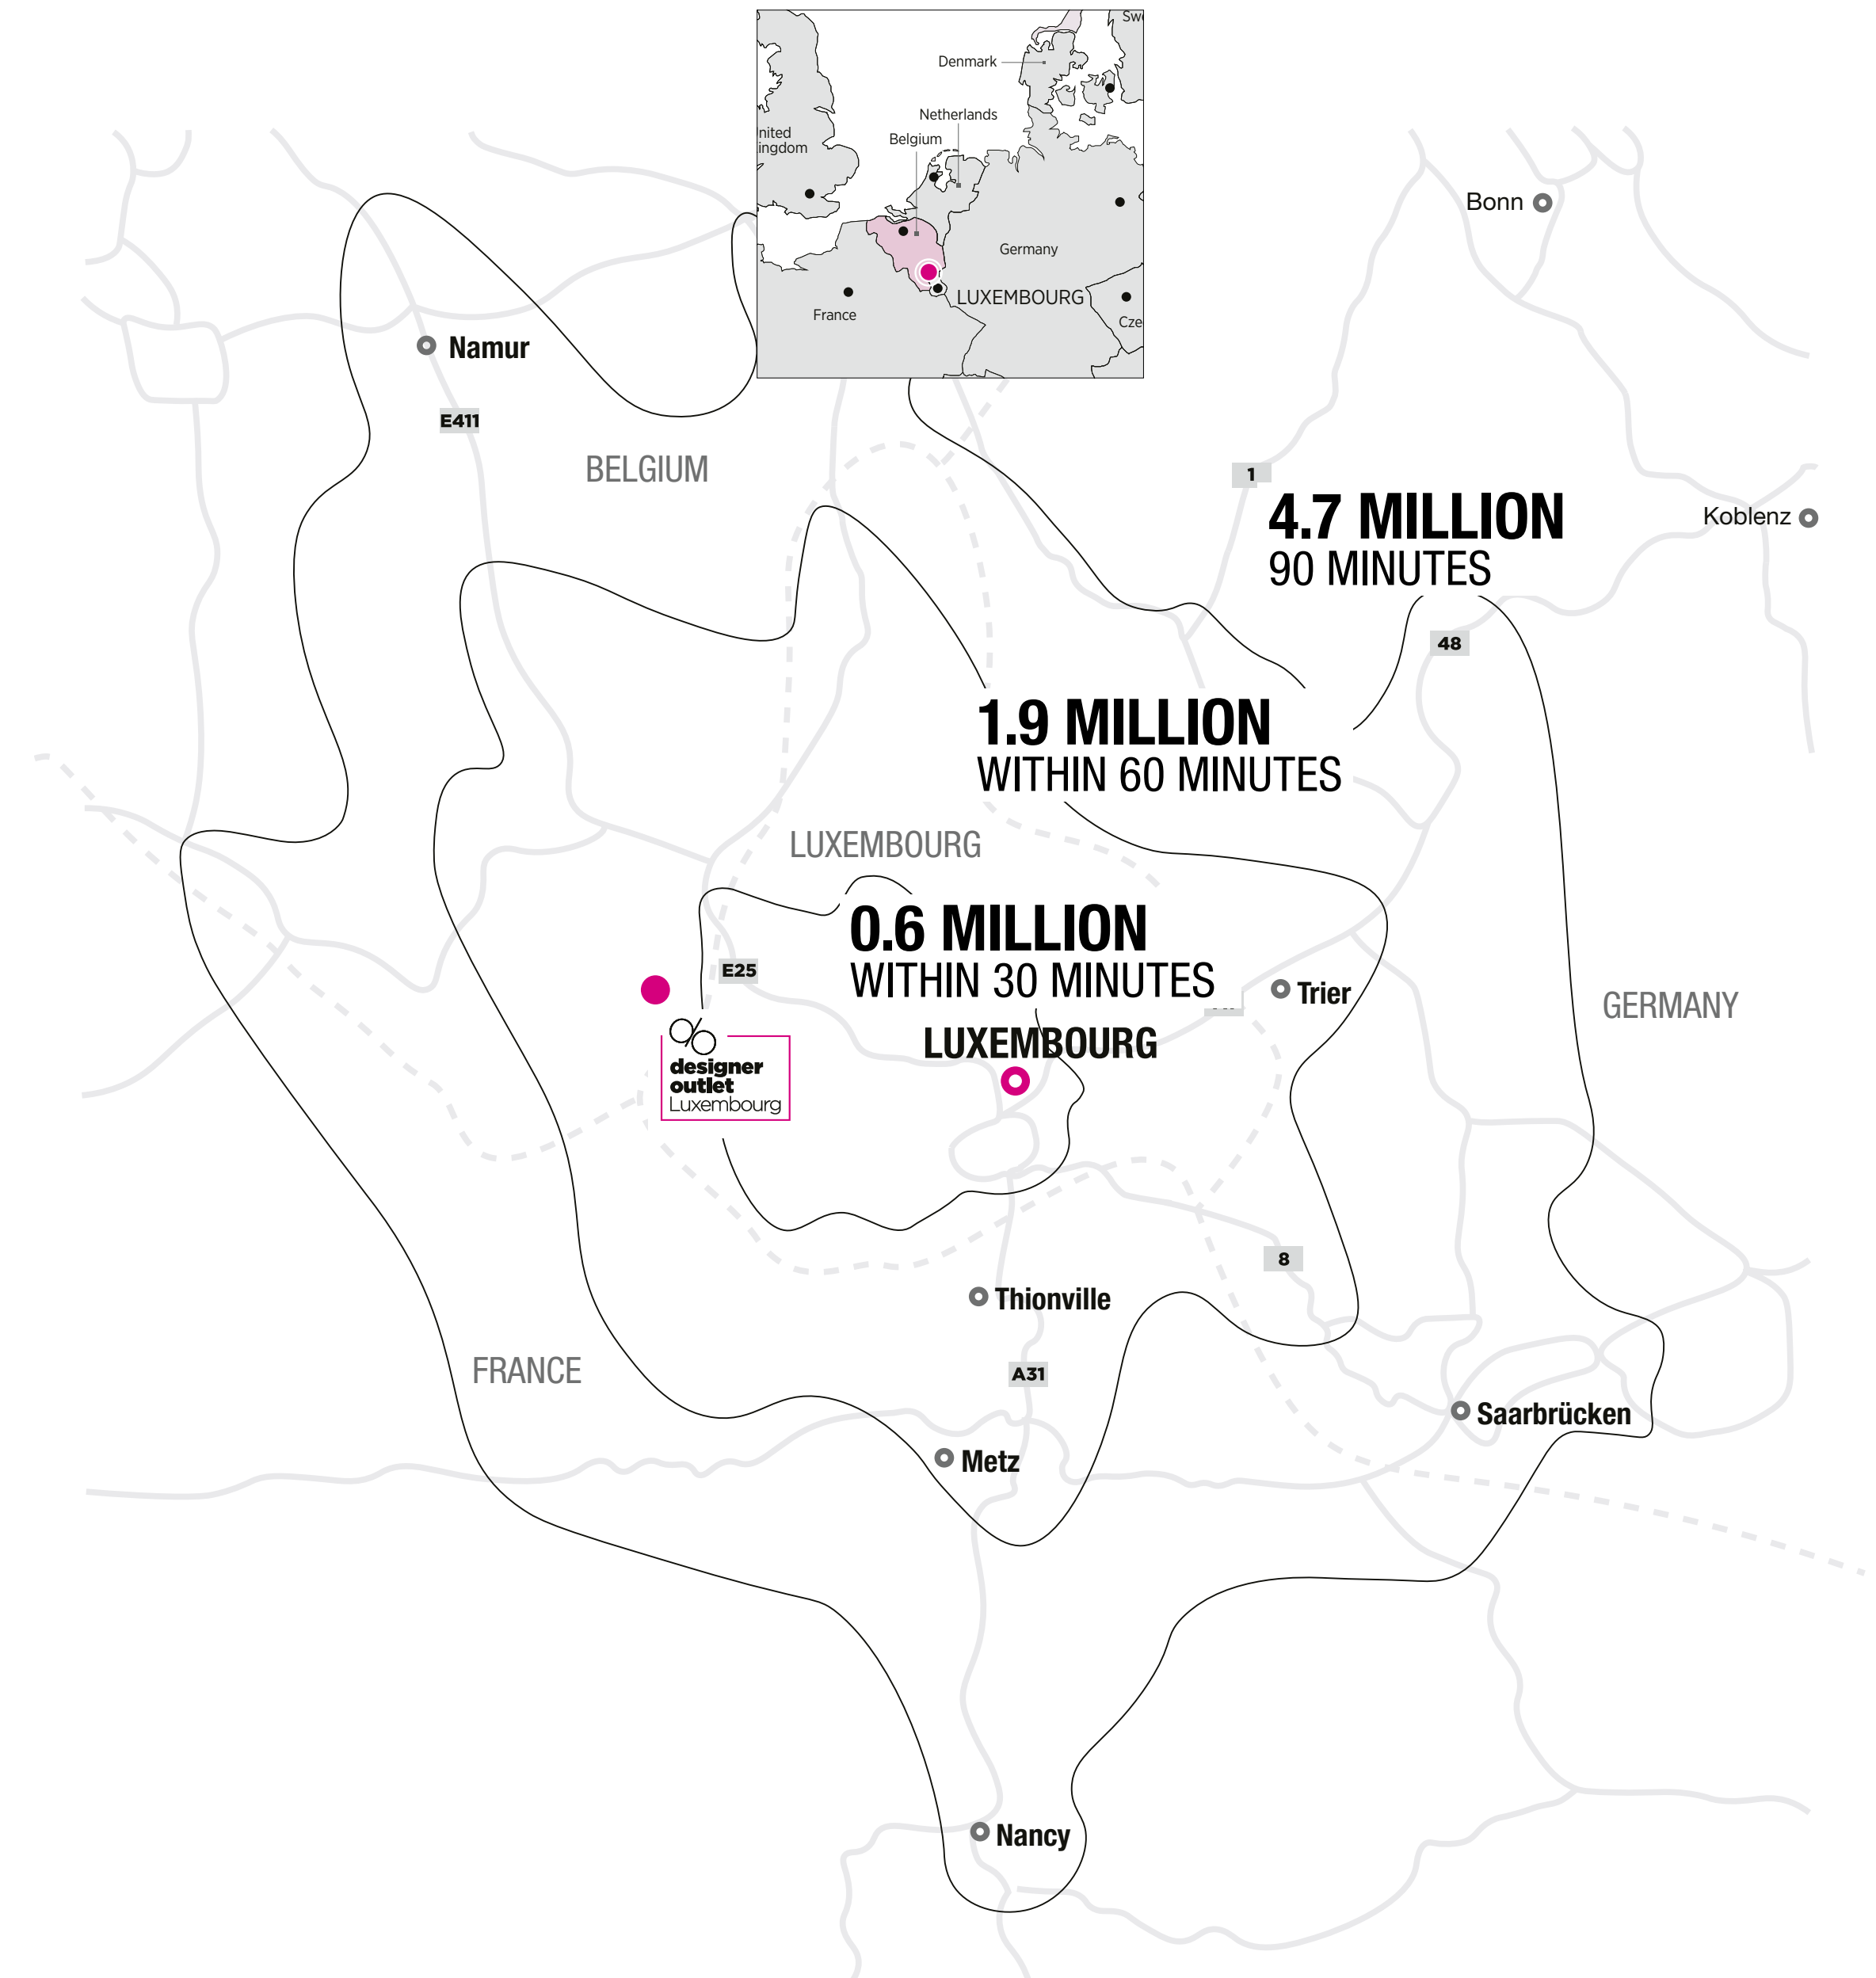 Swe
Denmark
Netherlands
Belgium
nited
ingdom
Germany
LUXEMBOURG
France
Cze
Bonn
Namur
E411
BELGIUM
1
4.7 MILLION
90 MINUTES
Koblenz
48
1.9 MILLION
WITHIN 60 MINUTES
LUXEMBOURG
0.6 MILLION
WITHIN 30 MINUTES
E25
Trier
GERMANY
LUXEMBOURG
designer
outlet
Luxembourg
8
Thionville
FRANCE
A31
Saarbrücken
Metz
Nancy